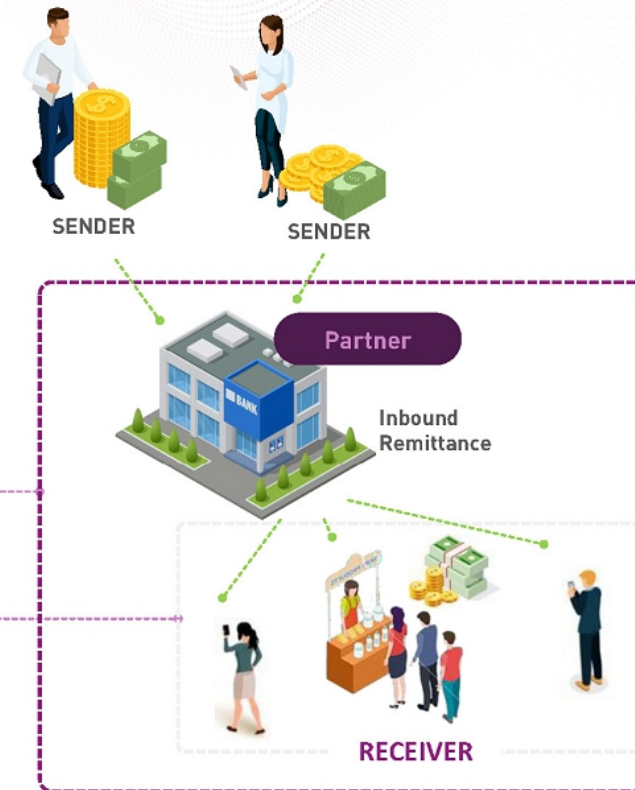 SENDER
SENDER
Partner
BANK
Inbound
Remittance
RECEIVER